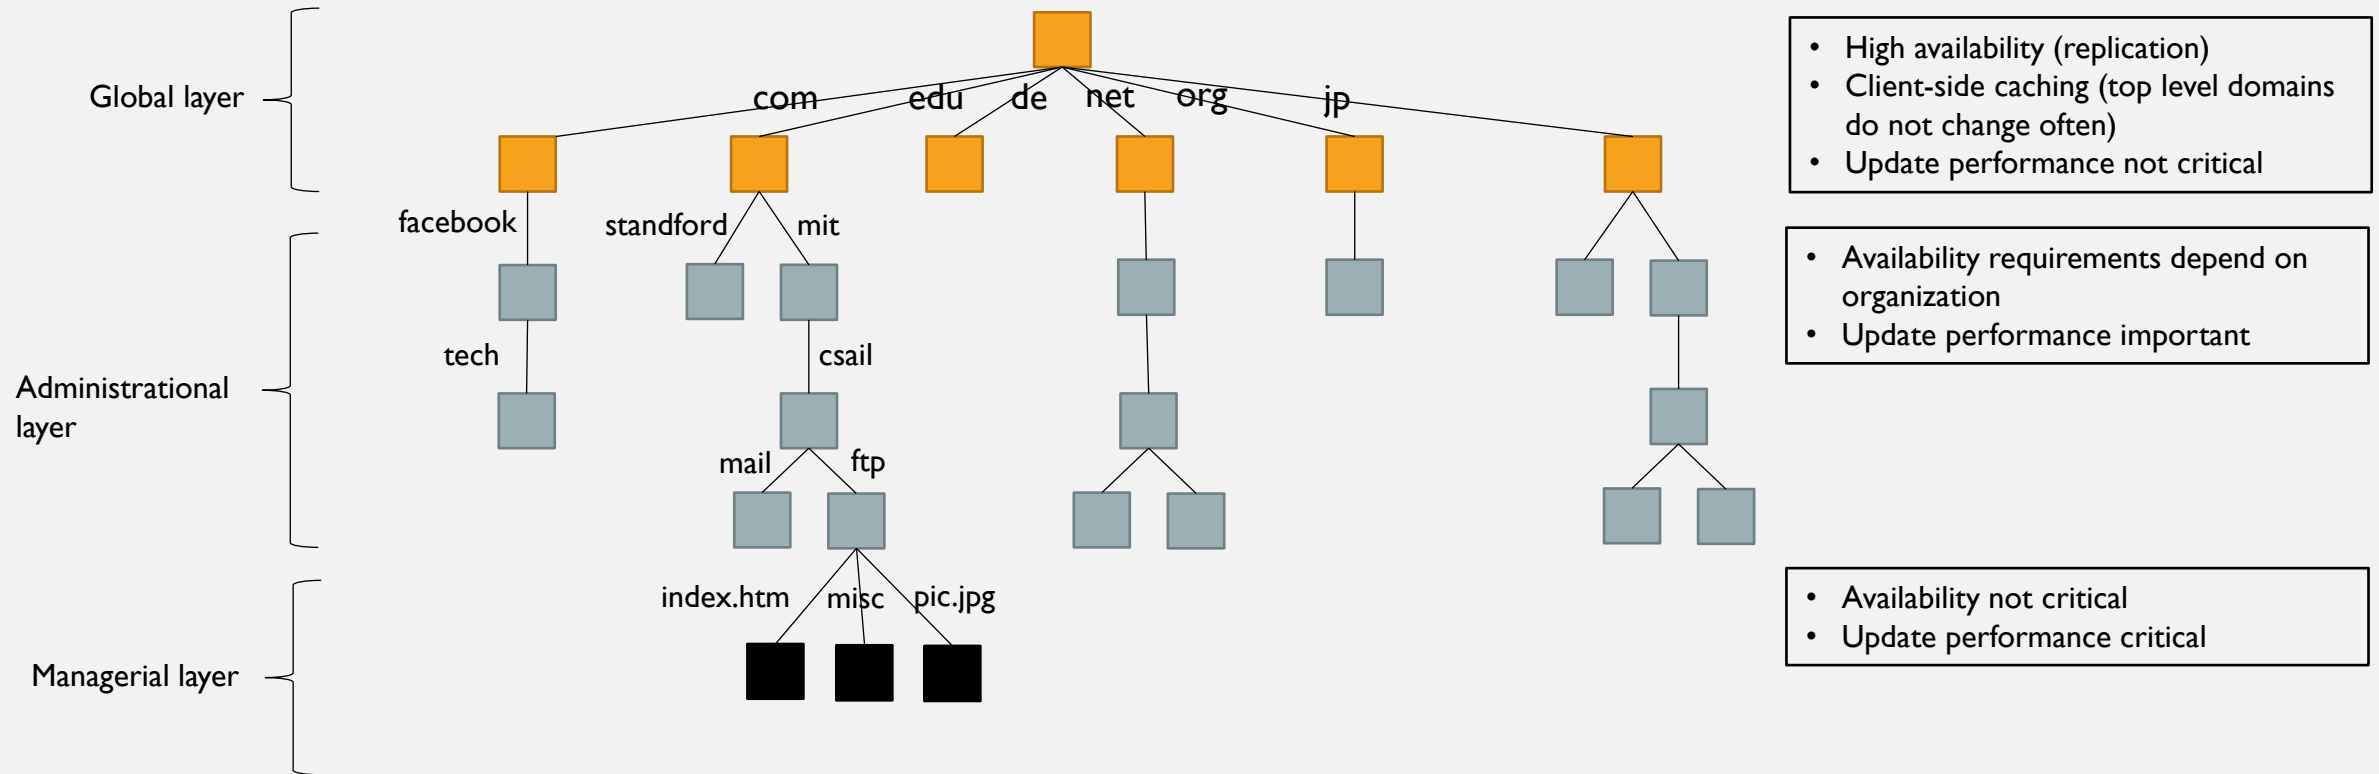 Global layer
com
edu
de
net
org
jp
• High availability (replication)
• Client-side caching (top level domains
do not change often)
• Update performance not critical
facebook
standford
mit
• Availability requirements depend on
organization
• Update performance important
tech
csail
Administrational
layer
mail
ftp
index.htm
misc
pic.jpg
• Availability not critical
• Update performance critical
Managerial layer